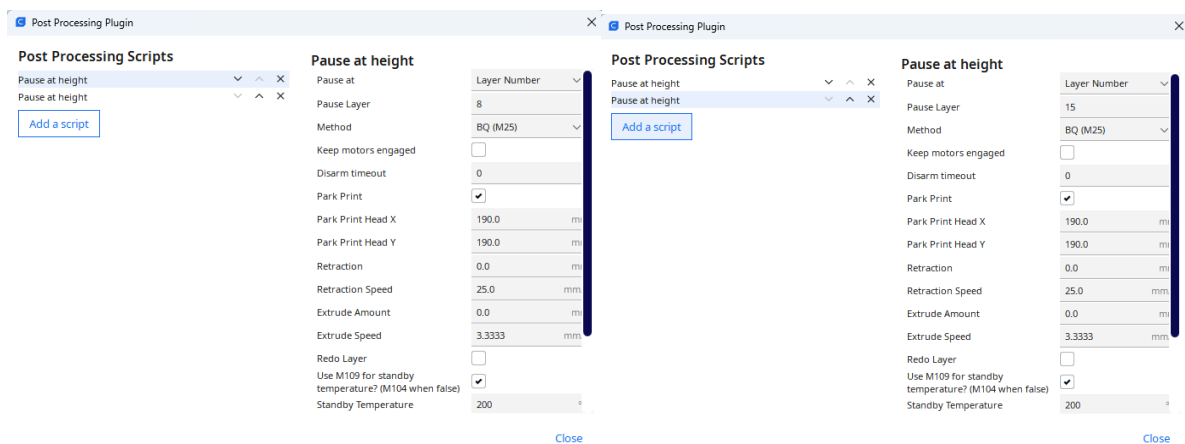 Post Processing Plugin
Post Processing Scripts
Pause at height
Pause at height
Add a script
Pause at height
Pause at Layer Number
Pause Layer 8
Method BQ (M25)
Keep motors engaged
Disarm timeout 0
Park Print
Park Print Head X 190.0
Park Print Head Y 190.0
Retraction 0.0
Retraction Speed 25.0 mm
Extrude Amount 0.0
Extrude Speed 3.3333 mm
Redo Layer
Use M109 for standby
temperature? (M104 when false)
Standby Temperature 200 °
Close
Post Processing Plugin
Post Processing Scripts
Pause at height
Pause at height
Add a script
Pause at height
Pause at Layer Number
Pause Layer 15
Method BQ (M25)
Keep motors engaged
Disarm timeout 0
Park Print
Park Print Head X 190.0
Park Print Head Y 190.0
Retraction 0.0
Retraction Speed 25.0 mm
Extrude Amount 0.0
Extrude Speed 3.3333 mm
Redo Layer
Use M109 for standby
temperature? (M104 when false)
Standby Temperature 200 °
Close